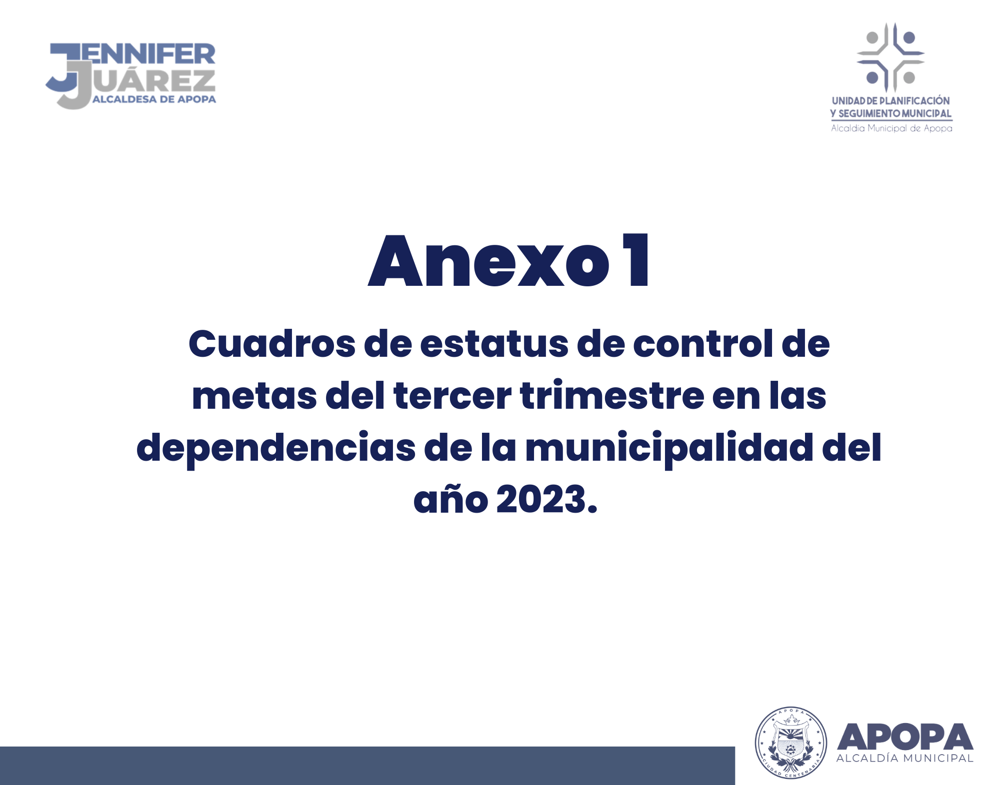 JENNIFER
JUÁREZ
ALCALDESA DE APOPA
UNIDAD DE PLANIFICACIÓN
Y SEGUIMIENTO MUNICIPAL
Alcaldía Municipal de Apopa
Anexo 1
Cuadros de estatus de control de
metas del tercer trimestre en las
dependencias de la municipalidad del
año 2023.
APOPA
CIUDAD CENTENARIA
APOPA
ALCALDÍA MUNICIPAL